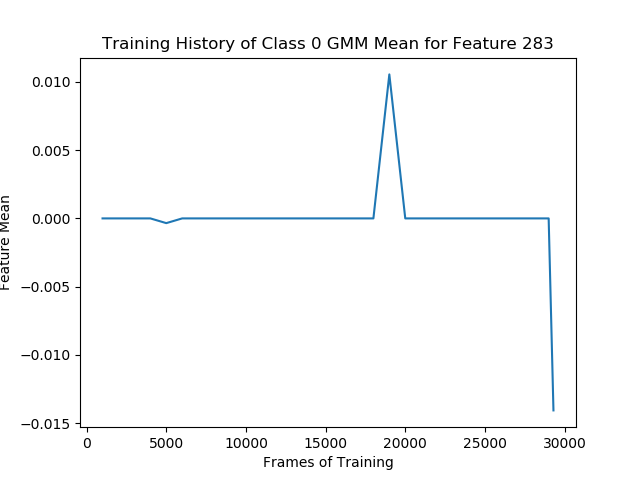 Training History of Class 0 GMM Mean for Feature 283
0.010
0.005
0.000
−0.005
−0.010
−0.015
Feature Mean
0 5000 10000 15000 20000 25000 30000
Frames of Training